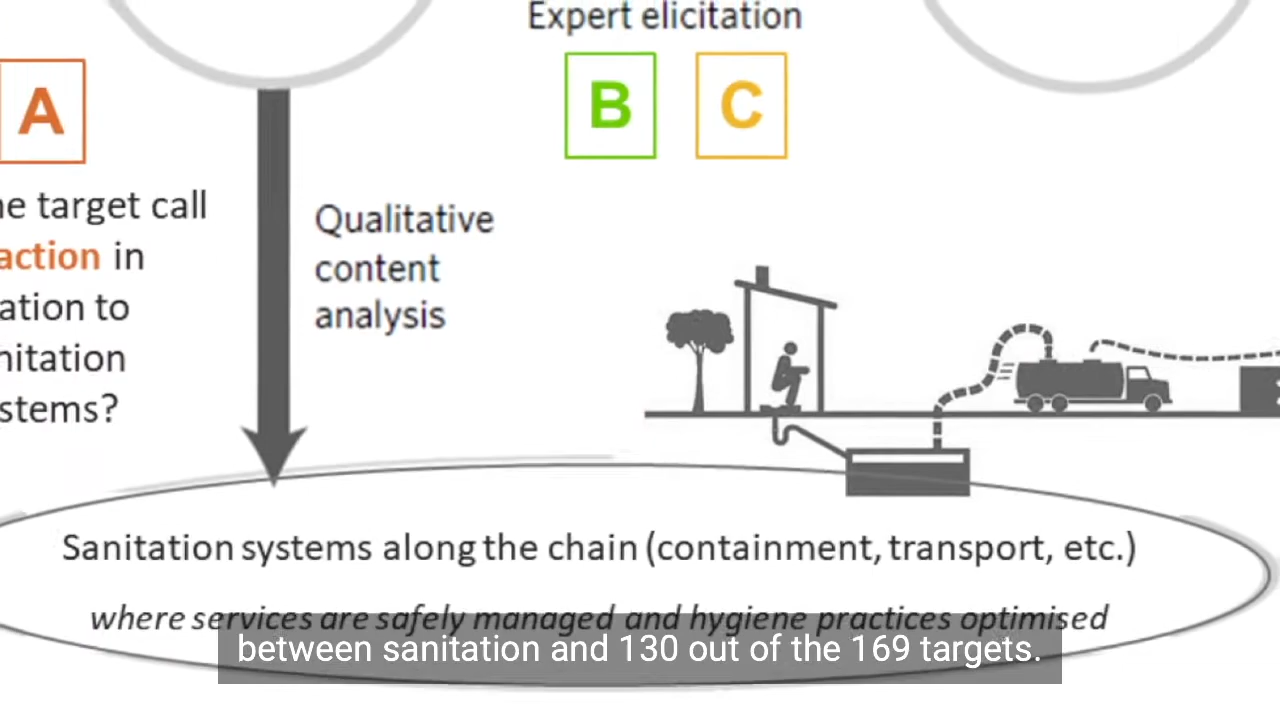 Expert elicitation
A
B
C
he target call
action in
ation to
nitation
stems?
Qualitative
content
analysis
Sanitation systems along the chain (containment, transport, etc.)
where services are safely managed and hygiene practices optimised
between sanitation and 130 out of the 169 targets.